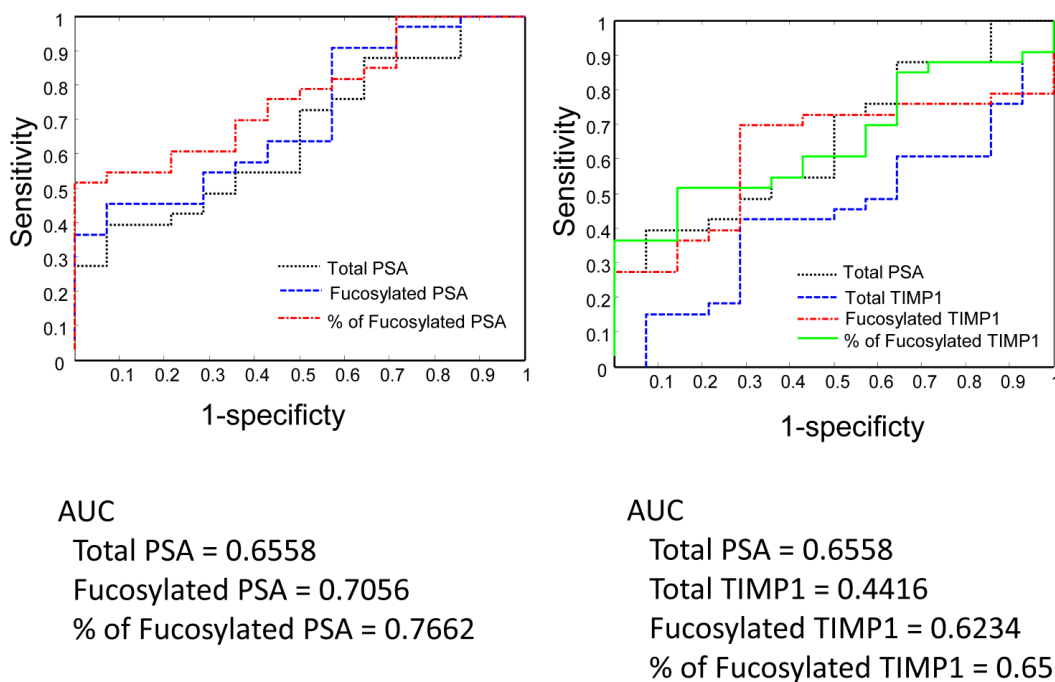 1
0.9
0.8
0.7
0.6
0.5
0.4
0.3
0.2
0.1
0
Sensitivity
Total PSA
Fucosylated PSA
% of Fucosylated PSA
0.1 0.2 0.3 0.4 0.5 0.6 0.7 0.8 0.9 1
1-specificty
1
0.9
0.8
0.7
0.6
0.5
0.4
0.3
0.2
0.1
0
Sensitivity
Total PSA
Total TIMP1
Fucosylated TIMP1
% of Fucosylated TIMP1
0.1 0.2 0.3 0.4 0.5 0.6 0.7 0.8 0.9 1
1-specificty
AUC
Total PSA = 0.6558
Fucosylated PSA = 0.7056
% of Fucosylated PSA = 0.7662
AUC
Total PSA = 0.6558
Total TIMP1 = 0.4416
Fucosylated TIMP1 = 0.6234
% of Fucosylated TIMP1 = 0.65